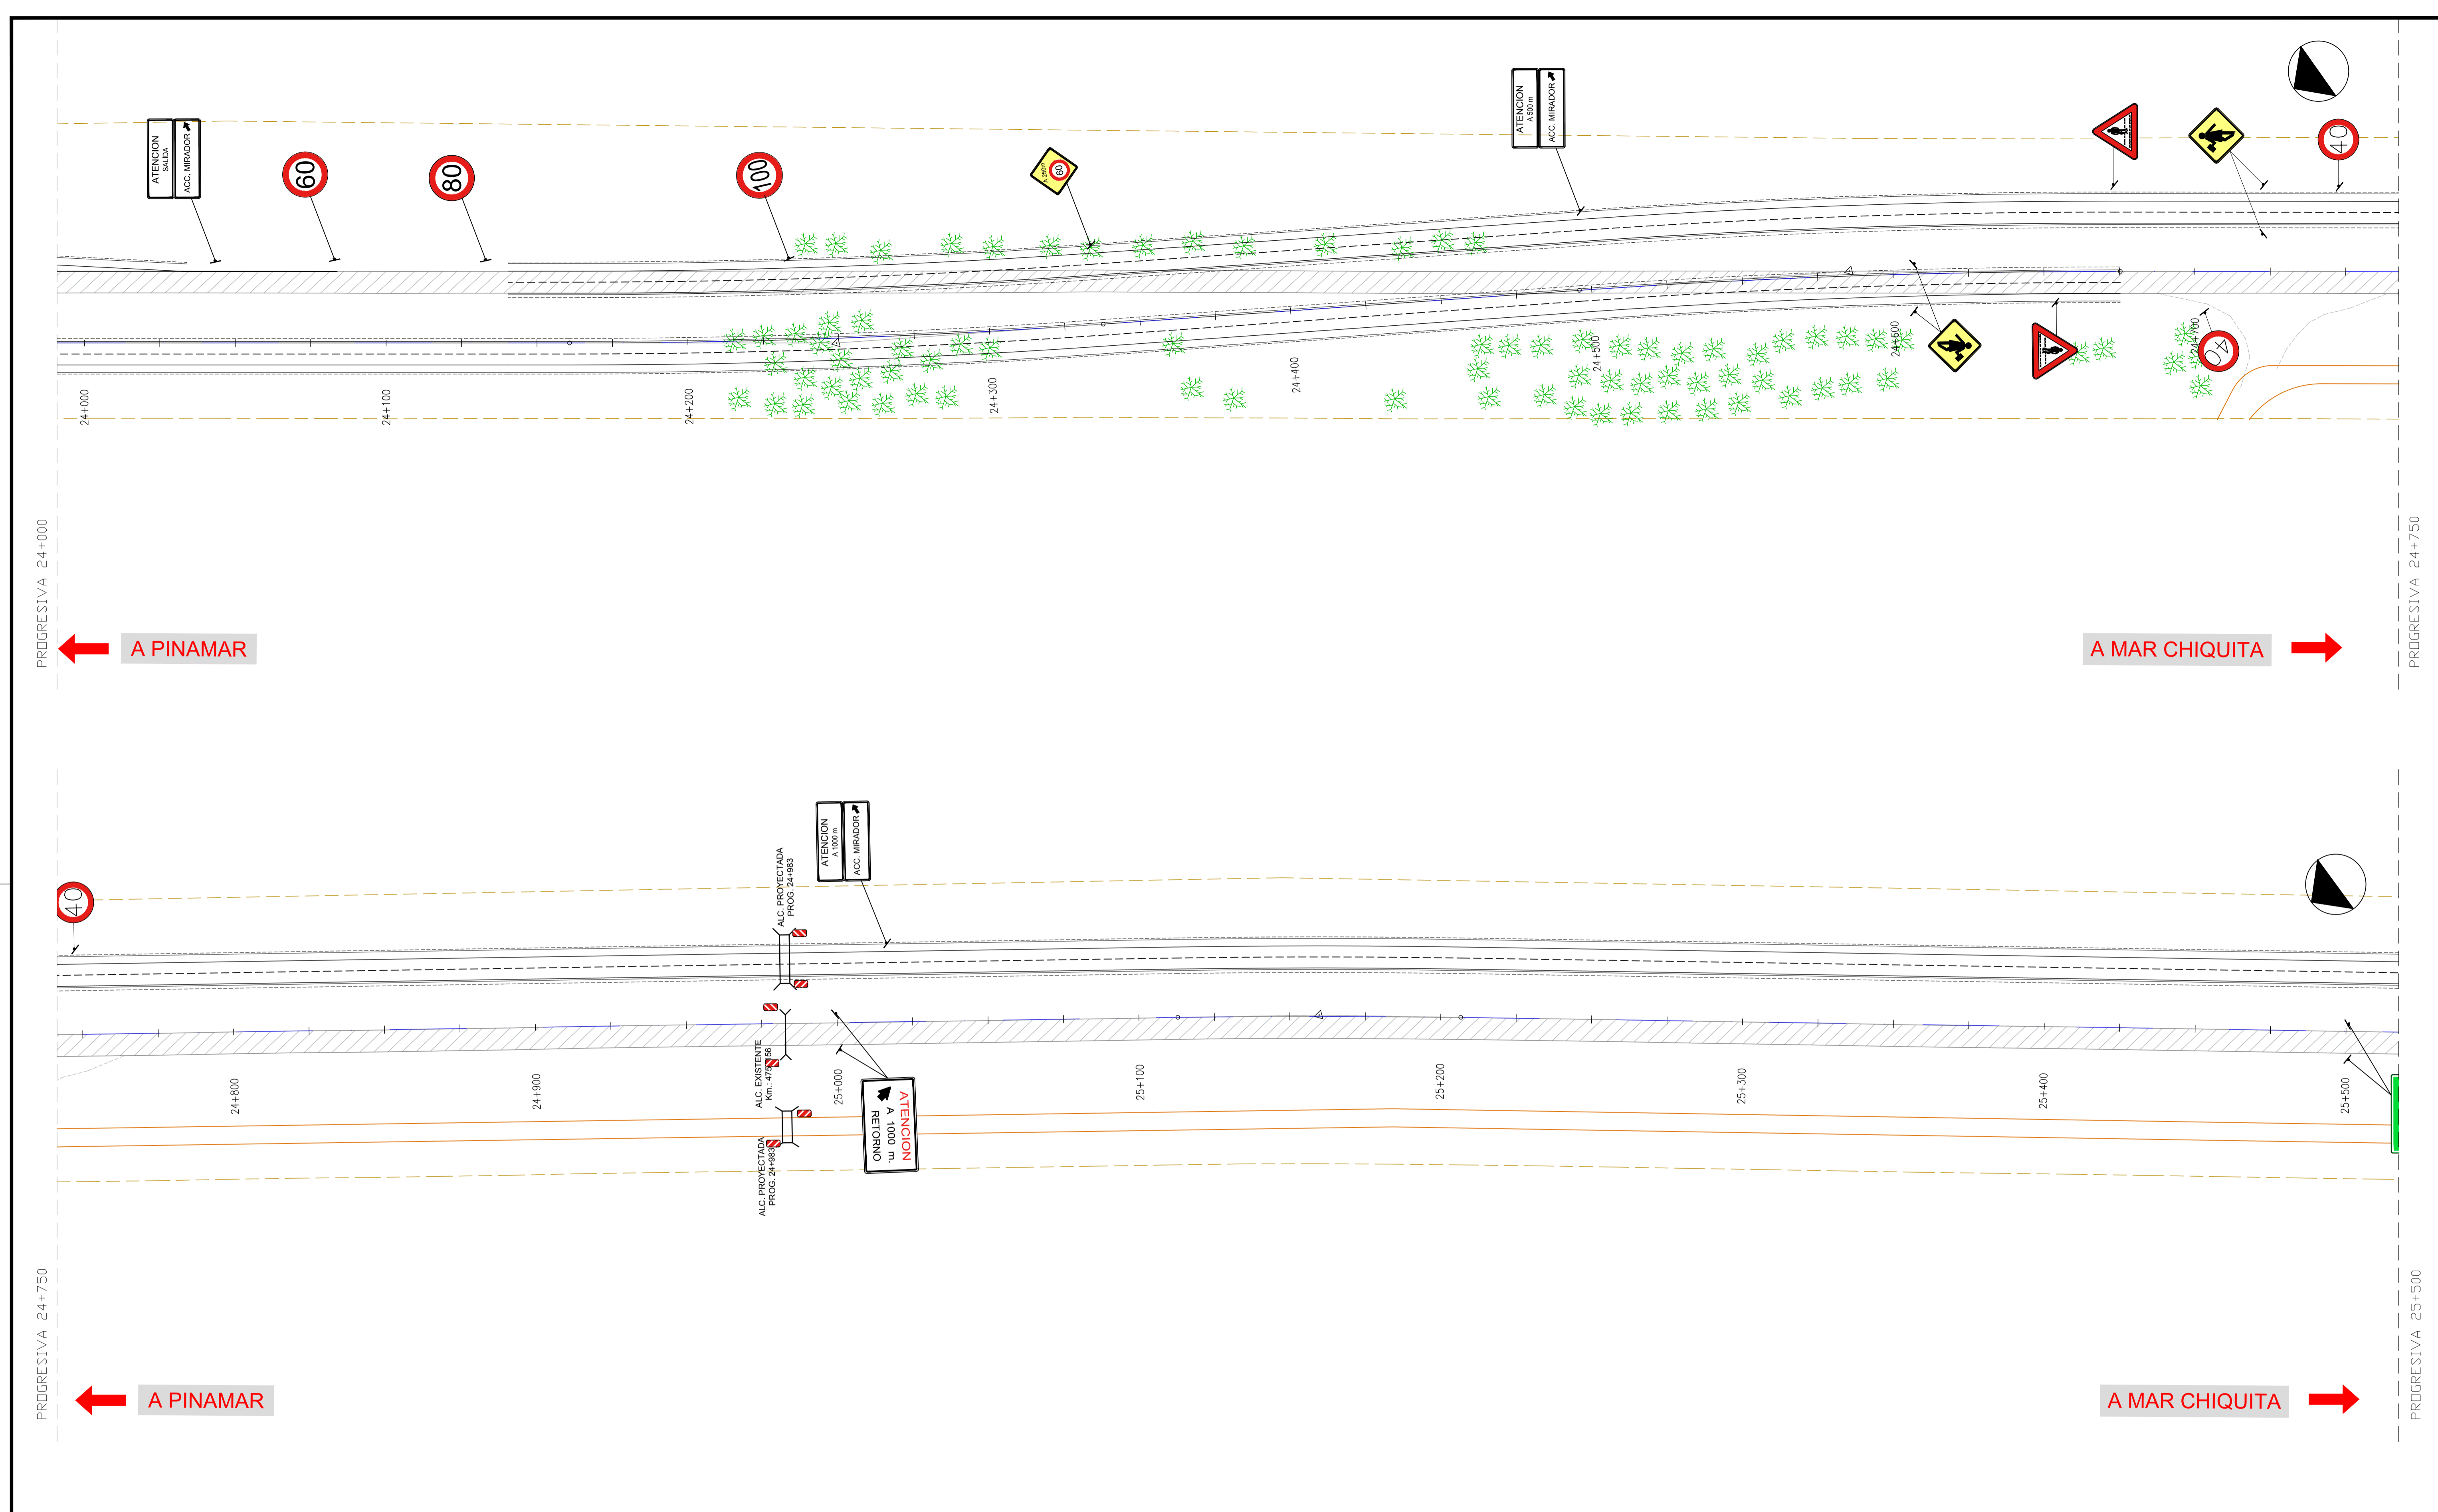 ATENCION
SALIDA
ACC. MIRADOR
60
80
100
A 250m
60
ATENCION
A 500 m
ACC. MIRADOR
40
40
24+000
24+100
24+200
24+300
24+400
24+500
24+600
24+700
PROGRESIVA 24+000
PROGRESIVA 24+750
A PINAMAR
A MAR CHIQUITA
40
ALC. PROYECTADA
PROG. 24+983
ATENCION
A 1000 m
ACC. MIRADOR
ALC. EXISTENTE
ALC. PROYECTADA
PROG. 24+983
ATENCION
A 1000 m.
RETORNO
24+800
24+900
25+000
25+100
25+200
25+300
25+400
25+500
PROGRESIVA 24+750
PROGRESIVA 25+500
A PINAMAR
A MAR CHIQUITA